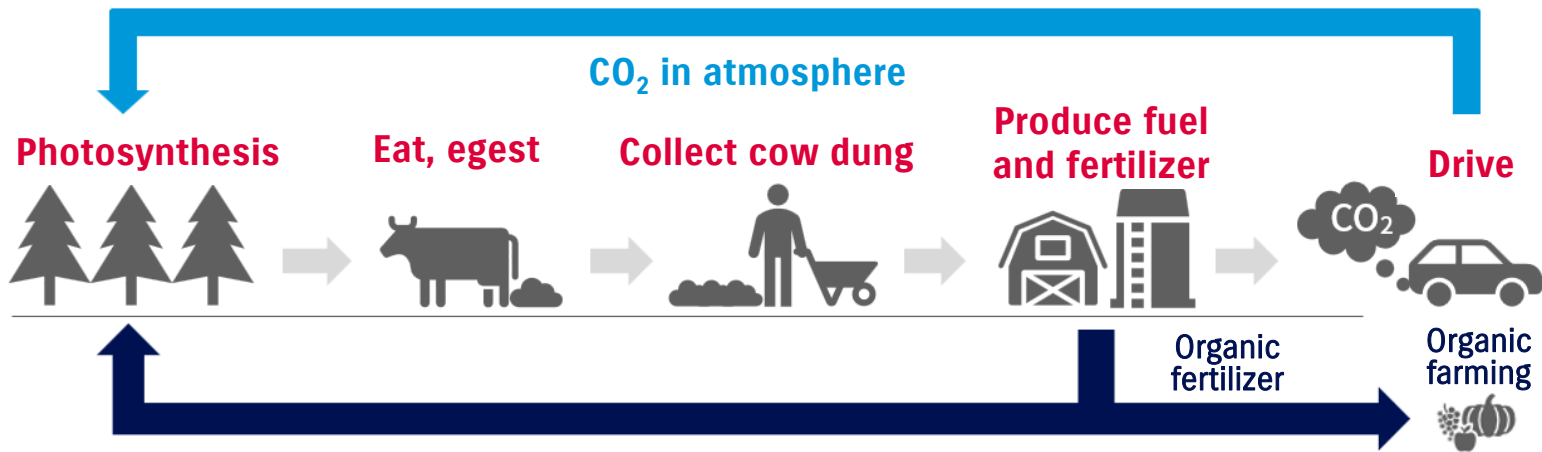 CO₂ in atmosphere
Photosynthesis
Eat, egest
Collect cow dung
Produce fuel
and fertilizer
Drive
CO₂
Organic
fertilizer
Organic
farming